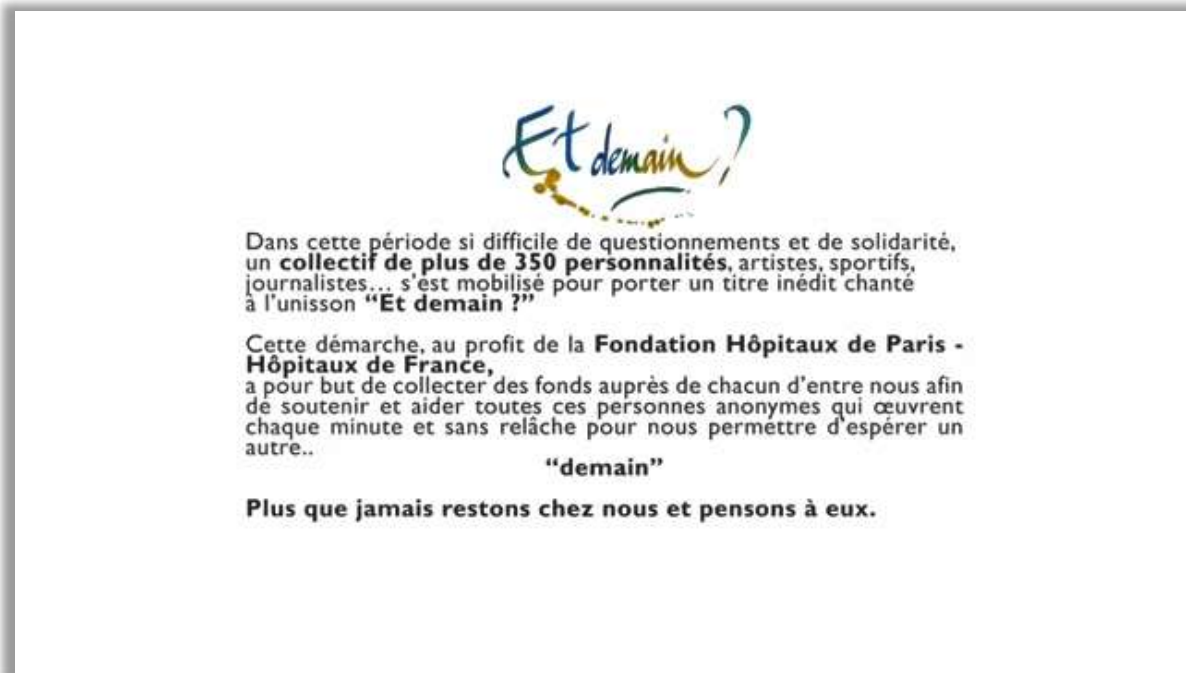 Et demain ?
Dans cette période si difficile de questionnements et de solidarité,
un collectif de plus de 350 personnalités, artistes, sportifs,
journalistes... s'est mobilisé pour porter un titre inédit chanté
à l'unison “Et demain ?”
Cette démarche, au profit de la Fondation Hôpitaux de Paris -
Hôpitaux de France,
a pour but de collecter des fonds auprès de chacun d'entre nous afin
de soutenir et aider toutes ces personnes anonymes qui œuvrent
chaque minute et sans relâche pour nous permettre d'espérer un
autre..
“demain”
Plus que jamais restons chez nous et pensons à eux.